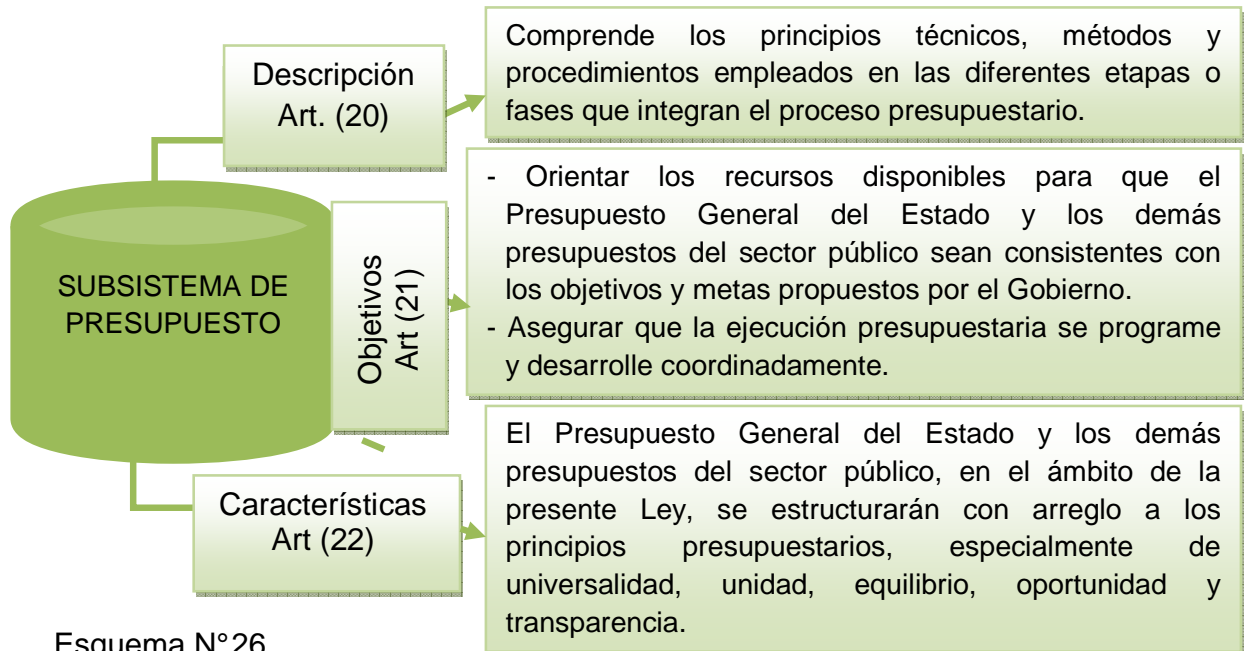 Descripción
Art. (20)
Comprende los principios técnicos, métodos y
procedimientos empleados en las diferentes etapas o
fases que integran el proceso presupuestario.
SUBSISTEMA DE
PRESUPUESTO
Objetivos
Art (21)
- Orientar los recursos disponibles para que el
Presupuesto General del Estado y los demás
presupuestos del sector público sean consistentes con
los objetivos y metas propuestos por el Gobierno.
- Asegurar que la ejecución presupuestaria se programe
y desarrolle coordinadamente.
Característícas
Art (22)
El Presupuesto General del Estado y los demás
presupuestos del sector público, en el ámbito de la
presente Ley, se estructurarán con arreglo a los
principios presupuestarios, especialmente de
universalidad, unidad, equilibrio, oportunidad y
transparencia.
Esquema N° 26